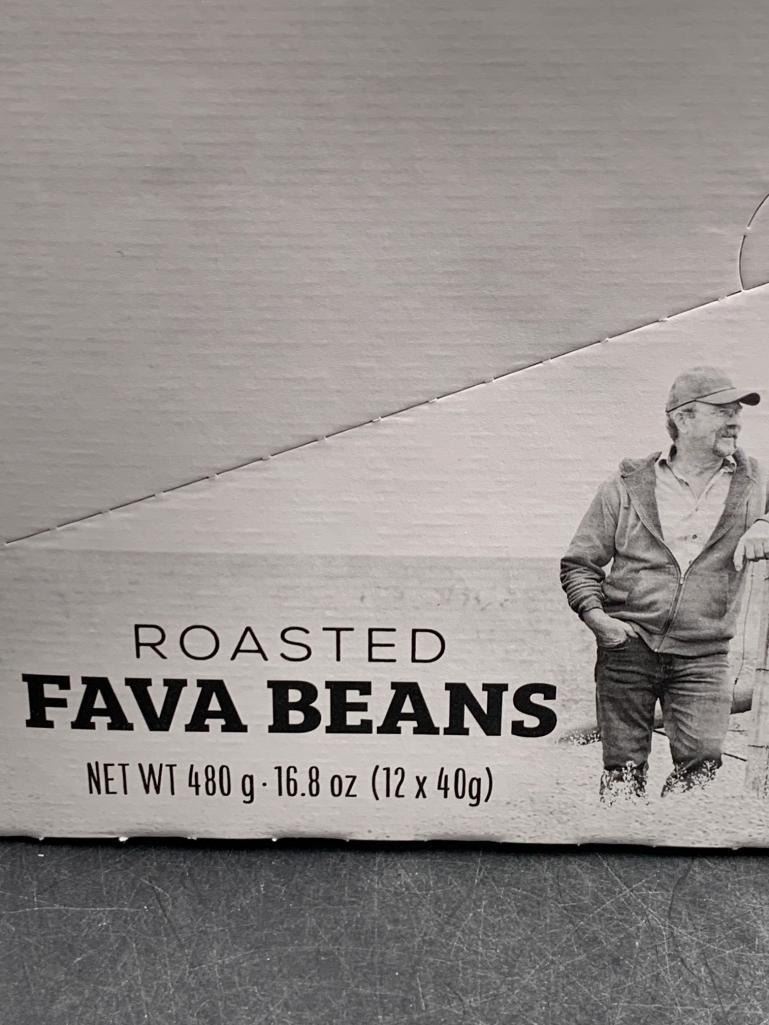 ROASTED
FAVA BEANS
NET WT 480 g · 16.8 oz (12 x 40g)